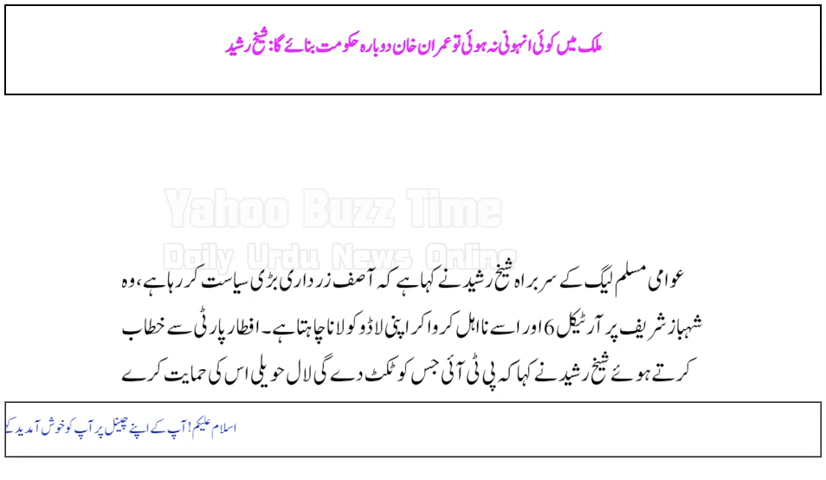 ملک میں کوئی انہونی نہ ہوئی تو عمران خان دوبارہ حکومت بنائے گا: شیخ رشید
Yahoo Buzz Time
Daily Urdu News Online
عوامی مسلم لیگ کے سربراہ شیخ رشید نے کہا ہے کہ آصف زرداری بڑی سیاست کر رہا ہے، وہ
شہباز شریف پر آرٹیکل 6 اور اسے نااہل کروا کر اپنی لاڈو کو لانا چاہتا ہے۔ افطار پارٹی سے خطاب
کرتے ہوئے شیخ رشید نے کہا کہ پی ٹی آئی جس کو ٹکٹ دے گی لال حویلی اس کی حمایت کرے
اسلام علیکم! آپ کے اپنے چینل پر آپ کو خوش آمدید کے